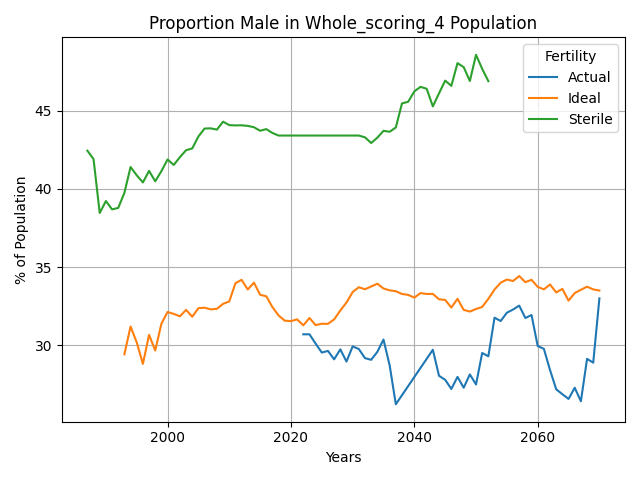 Proportion Male in Whole_scoring_4 Population
Fertility
Actual
Ideal
Sterile
% of Population
45
40
35
30
2000
2020
2040
2060
Years